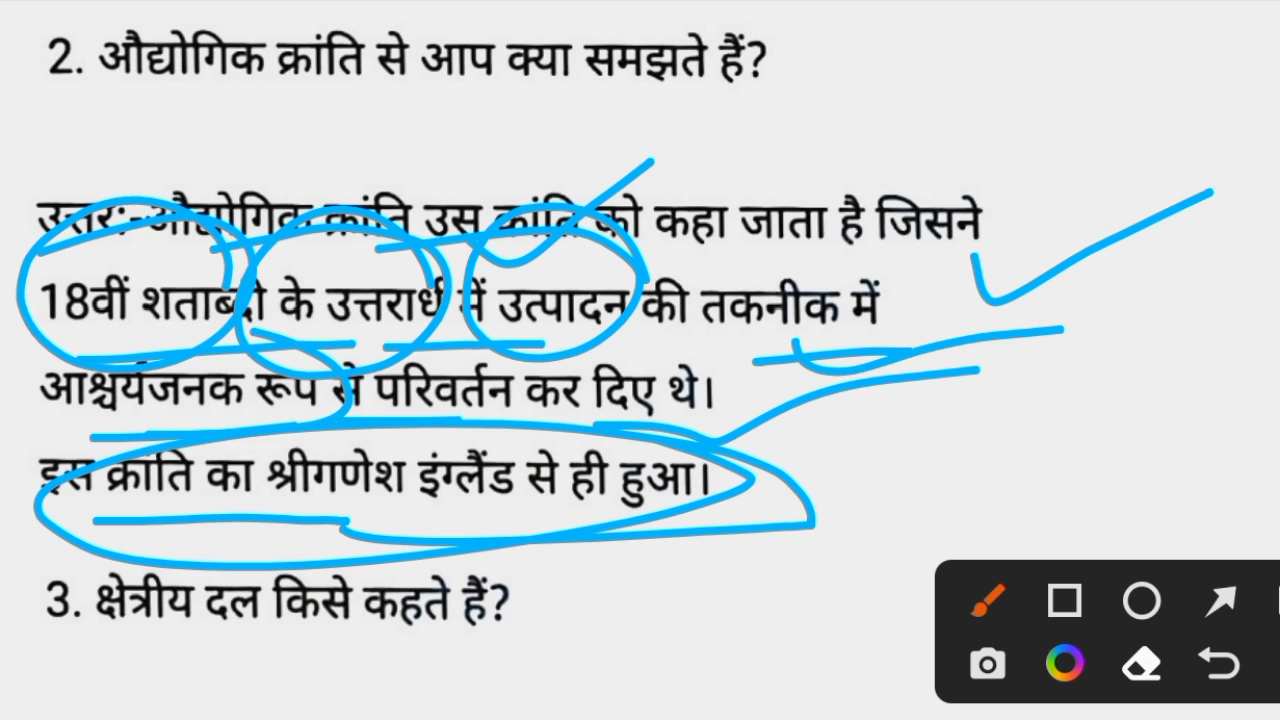 2. औद्योगिक क्रांति से आप क्या समझते हैं?
उत्तर:-औद्योगिक क्रांति उस क्रांति को कहा जाता है जिसने
18वीं शताब्दी के उत्तरार्ध में उत्पादन की तकनीक में
आश्चर्यजनक रूप से परिवर्तन कर दिए थे।
इस क्रांति का श्रीगणेश इंग्लैंड से ही हुआ।
3. क्षेत्रीय दल किसे कहते हैं?